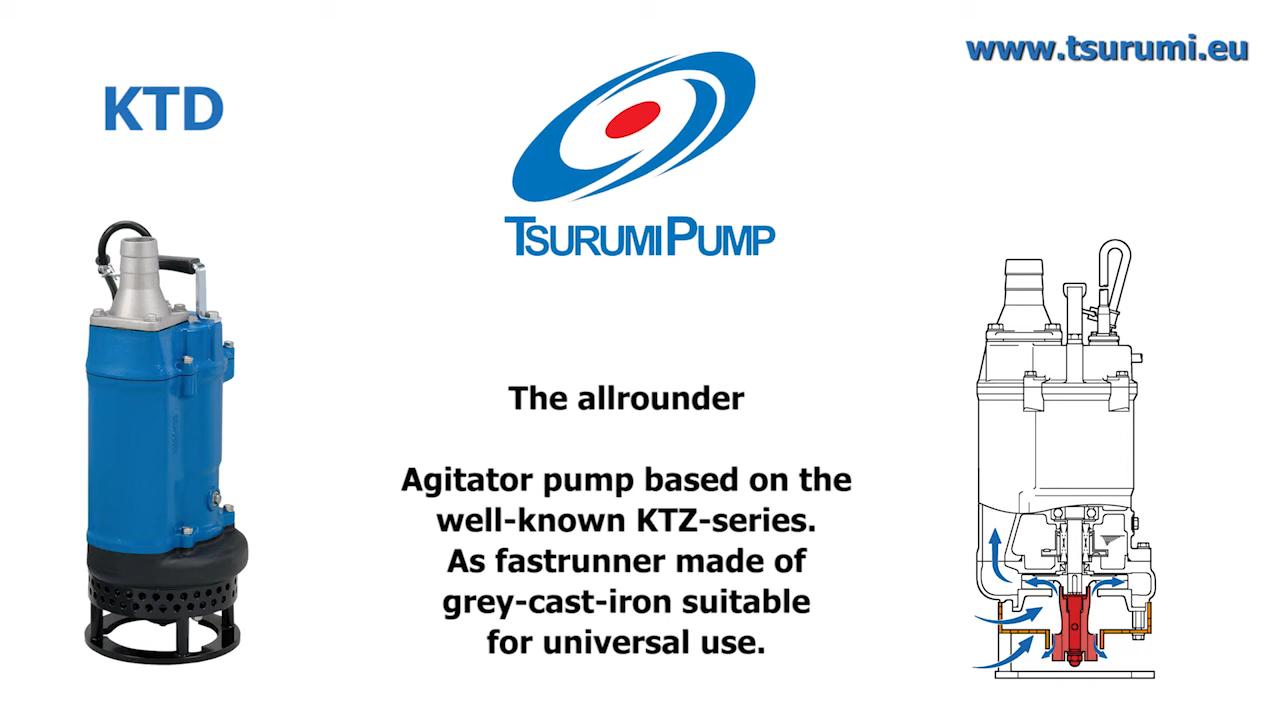 www.tsurumi.eu
KTD
TSURUMI PUMP
The allrounder
Agitator pump based on the
well-known KTZ-series.
As fastrunner made of
grey-cast-iron suitable
for universal use.